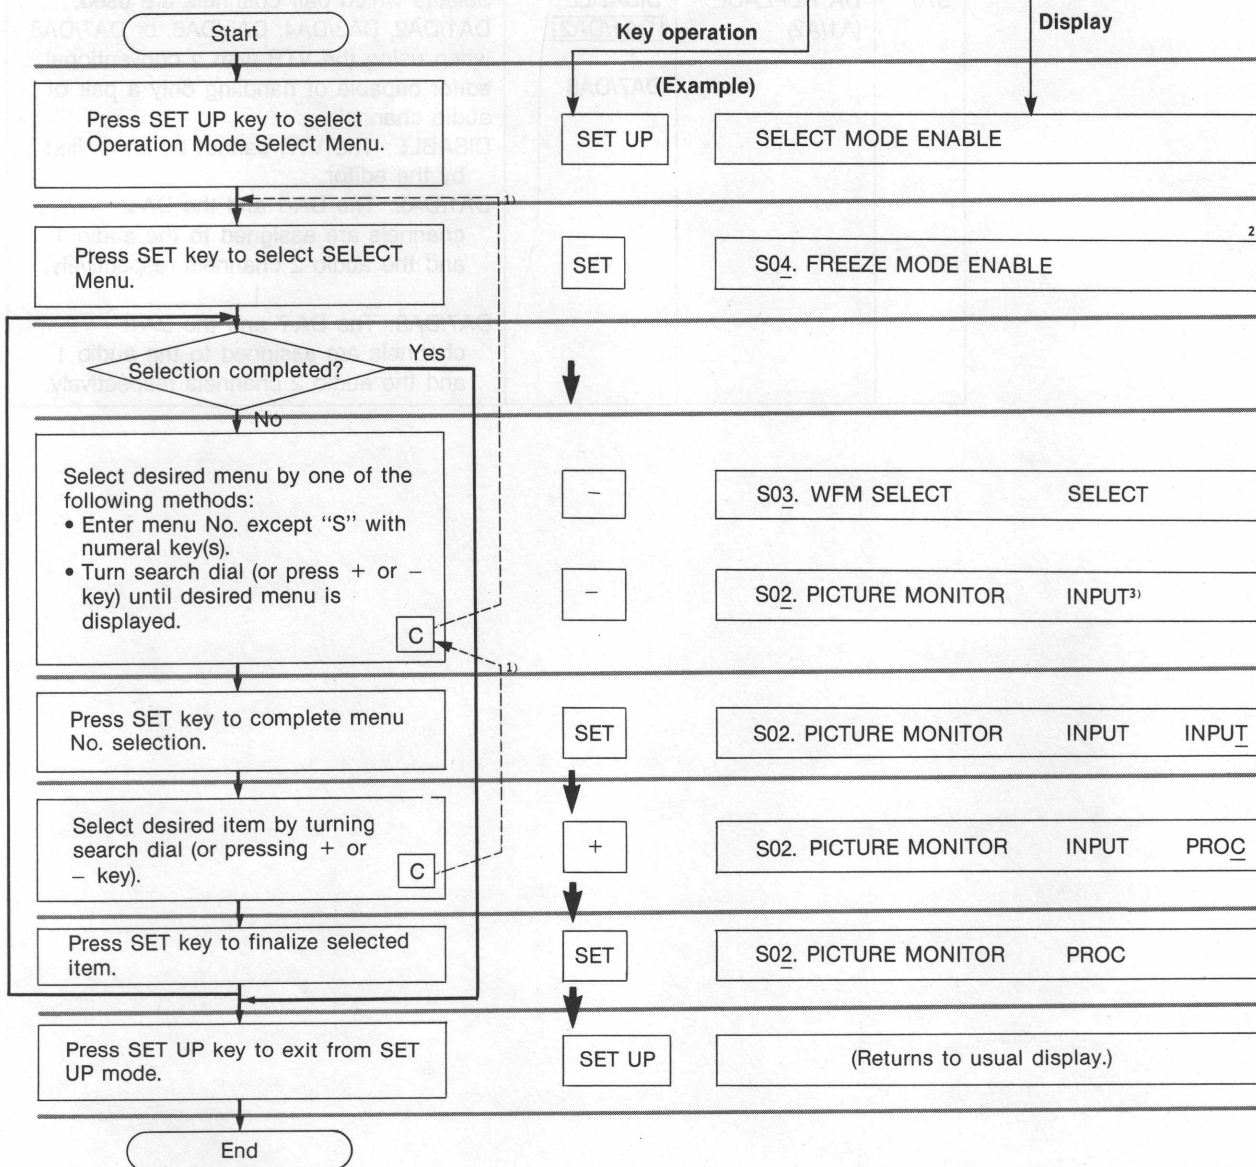 Start
Key operation
Display
(Example)
Press SET UP key to select
Operation Mode Select Menu.
SET UP
SELECT MODE ENABLE
1)
Press SET key to select SELECT
Menu.
SET
S04. FREEZE MODE ENABLE
2
Selection completed?
Yes
No
Select desired menu by one of the
following methods:
• Enter menu No. except “S” with
numeral key(s).
• Turn search dial (or press + or −
key) until desired menu is
displayed.
C
−
S03. WFM SELECT SELECT
−
S02. PICTURE MONITOR INPUT3)
1)
Press SET key to complete menu
No. selection.
SET
S02. PICTURE MONITOR INPUT INPUT
Select desired item by turning
search dial (or pressing + or
− key).
C
+
S02. PICTURE MONITOR INPUT PROC
Press SET key to finalize selected
item.
SET
S02. PICTURE MONITOR PROC
Press SET UP key to exit from SET
UP mode.
SET UP
(Returns to usual display.)
End